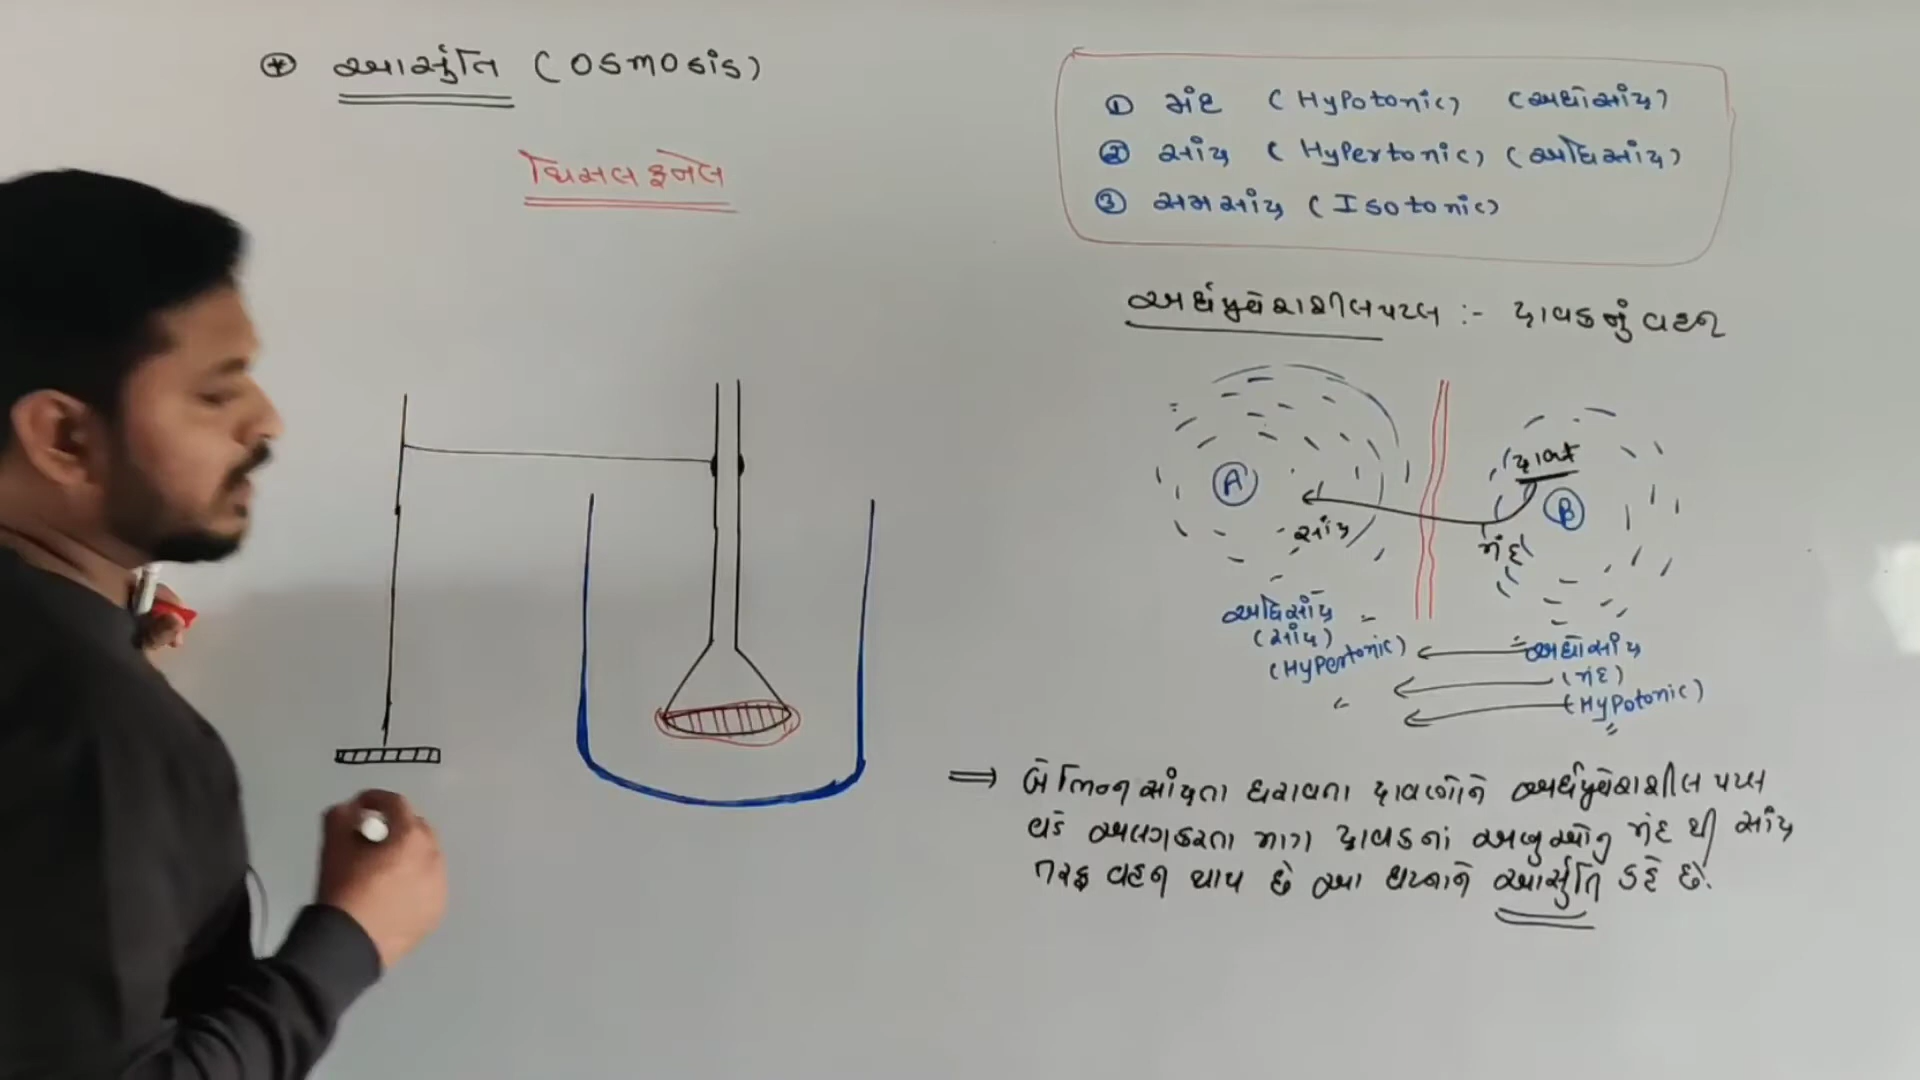 * આસૃતિ (OSMOSIS)
થિસલ ફનેલ
① મંદ (Hypotonic) (અધોસાંદ્ર)
② સાંદ્ર (Hypertonic) (અધિસાંદ્ર)
③ સમસાંદ્ર (Isotonic)
અર્ધપ્રવેશશીલપટલ :- દ્રાવકનું વહન
દ્રાવક
A
B
સાંદ્ર
મંદ
અધિસાંદ્ર
(સાંદ્ર)
(Hypertonic)
અધોસાંદ્ર
(મંદ)
(Hypotonic)
⇒ બે ભિન્ન સાંદ્રતા ધરાવતા દ્રાવણોને અર્ધપ્રવેશશીલ પટલ
વડે અલગ કરતા માત્ર દ્રાવકનાં અણુઓનુ મંદ થી સાંદ્ર
તરફ વહન થાય છે આ ઘટનાને આસૃતિ કહે છે.